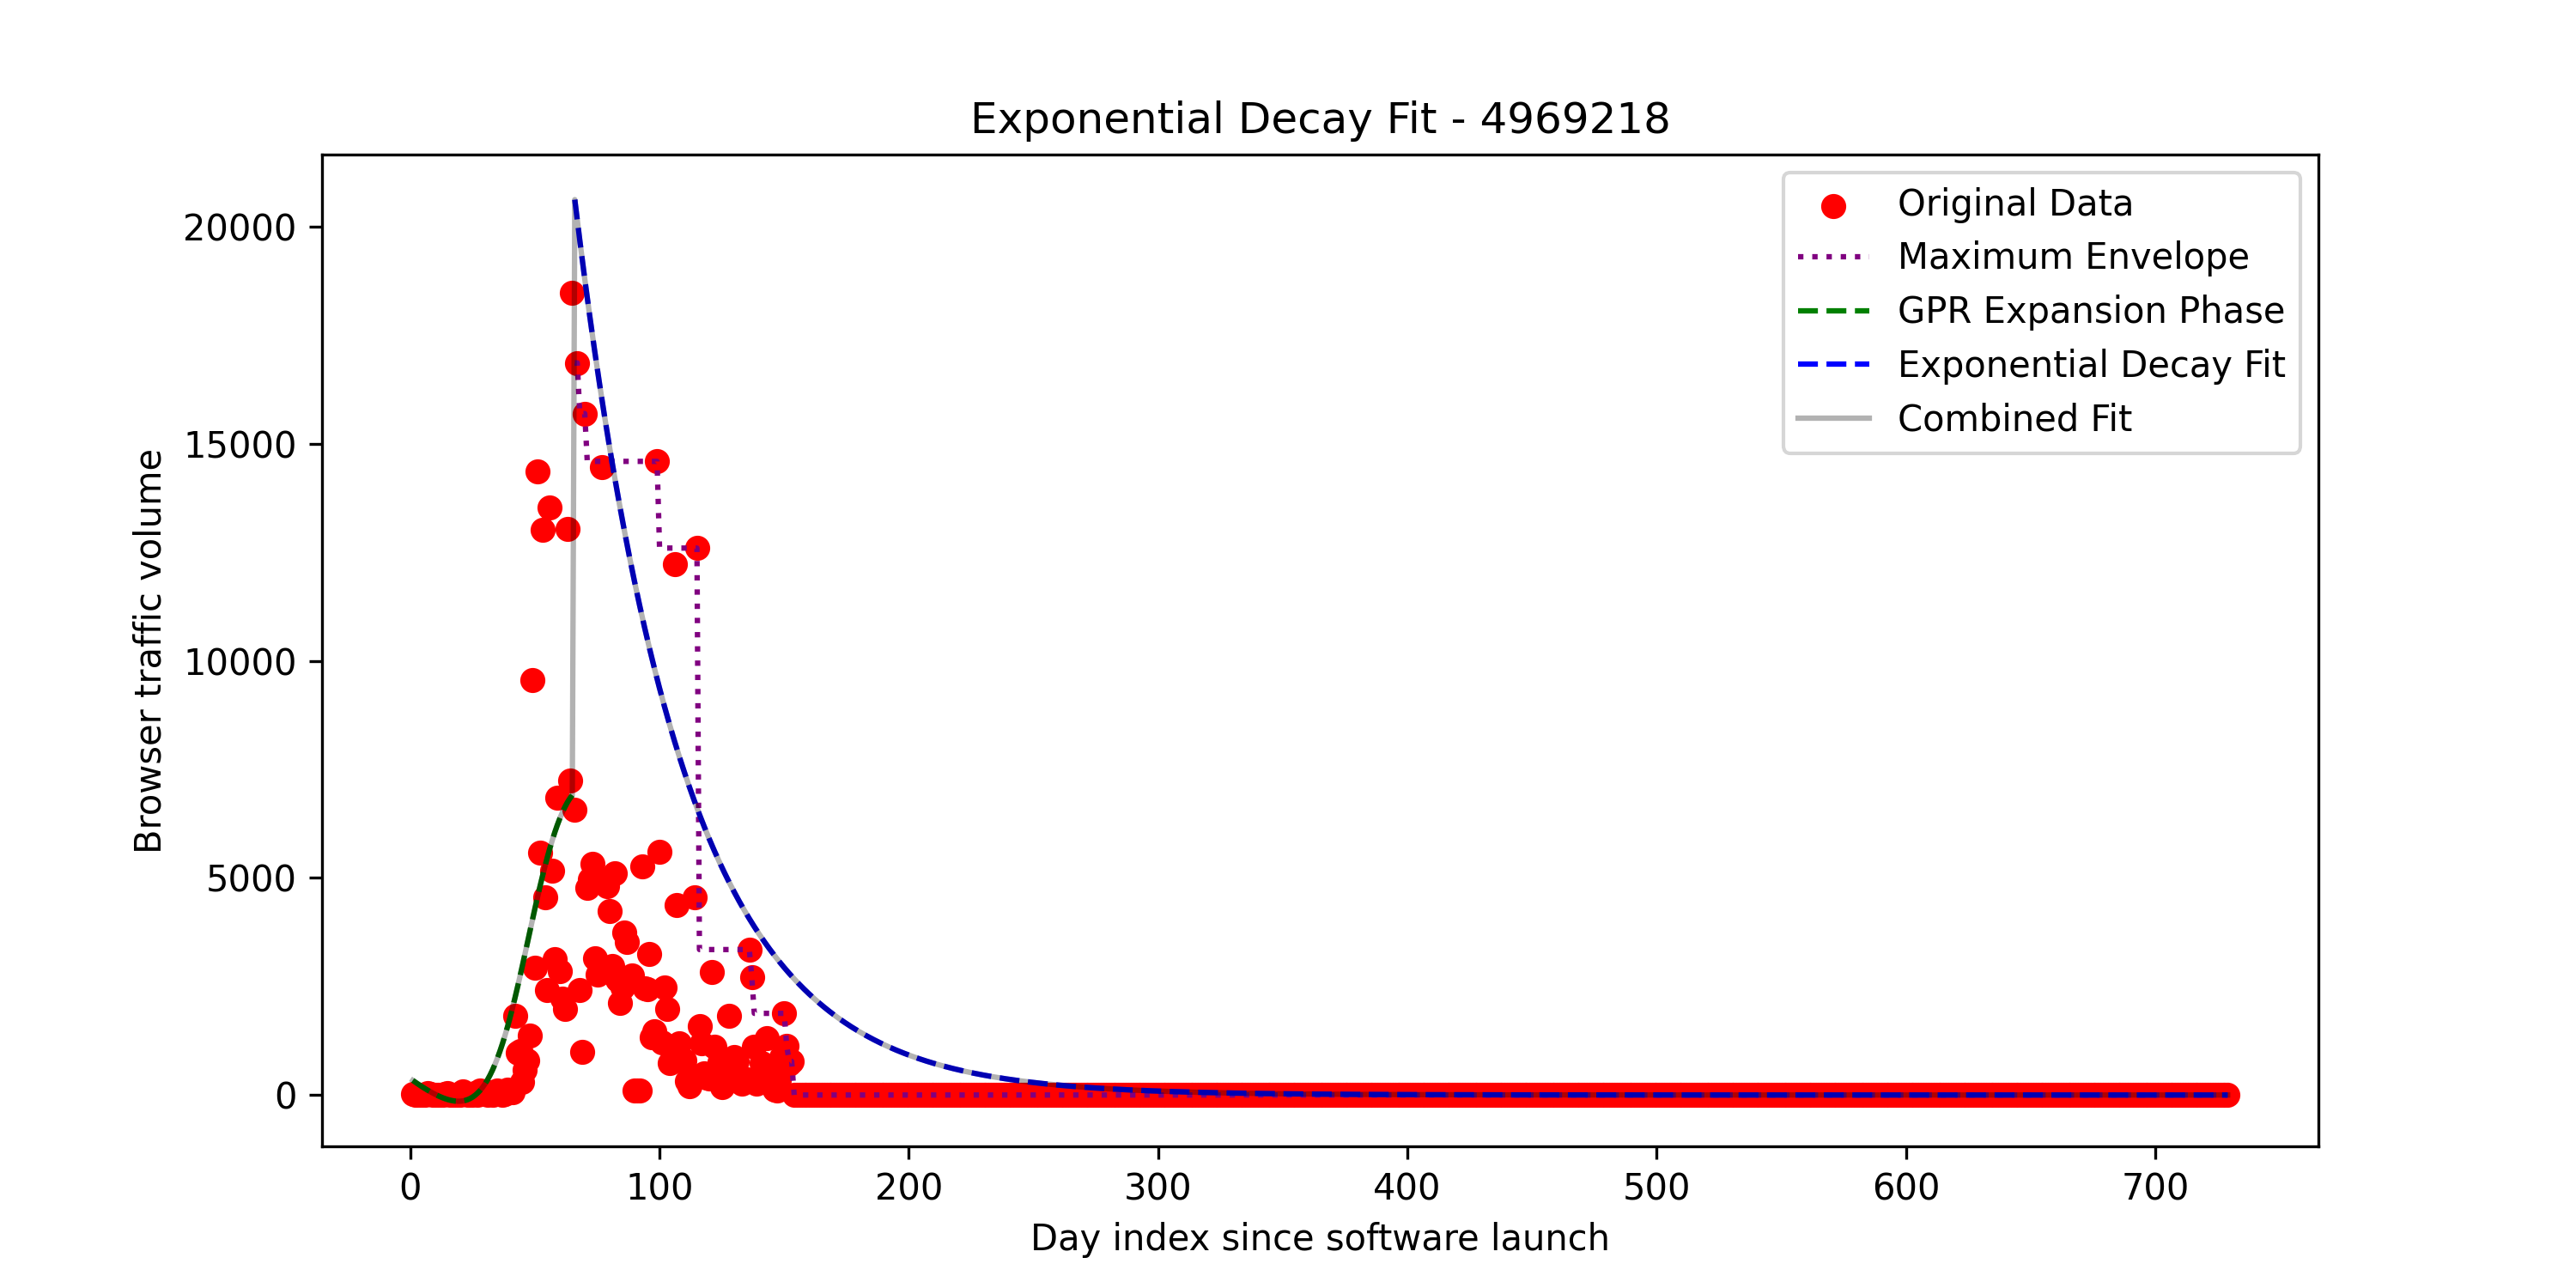 Exponential Decay Fit - 4969218
Original Data
Maximum Envelope
GPR Expansion Phase
Exponential Decay Fit
Combined Fit
Browser traffic volume
20000
15000
10000
5000
0
0 100 200 300 400 500 600 700
Day index since software launch